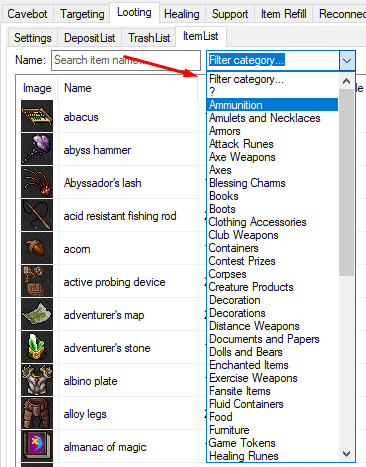 Cavebot Targeting Looting Healing Support Item Refill Reconnec
Settings DepositList TrashList ItemList
Name: Search item name... Filter category...
Image Name
Filter category...
?
Ammunition
Amulets and Necklaces
Armors
Attack Runes
Axe Weapons
Axes
Blessing Charms
Books
Boots
Clothing Accessories
Club Weapons
Containers
Contest Prizes
Corpses
Creature Products
Decoration
Decorations
Distance Weapons
Documents and Papers
Dolls and Bears
Enchanted Items
Exercise Weapons
Fansite Items
Fluid Containers
Food
Furniture
Game Tokens
Healing Runes
abacus
abyss hammer
Abyssador's lash
acid resistant fishing rod
acorn
active probing device
adventurer's map
adventurer's stone
albino plate
alloy legs
almanac of magic